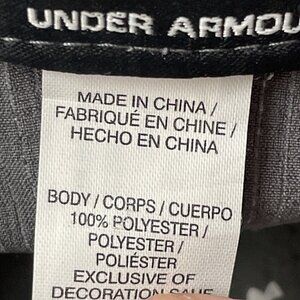 UNDER ARMOU
MADE IN CHINA /
FABRIQUÉ EN CHINE /
HECHO EN CHINA
BODY / CORPS / CUERPO
100% POLYESTER /
POLYESTER /
POLIÉSTER
EXCLUSIVE OF
DECORATION SAUF